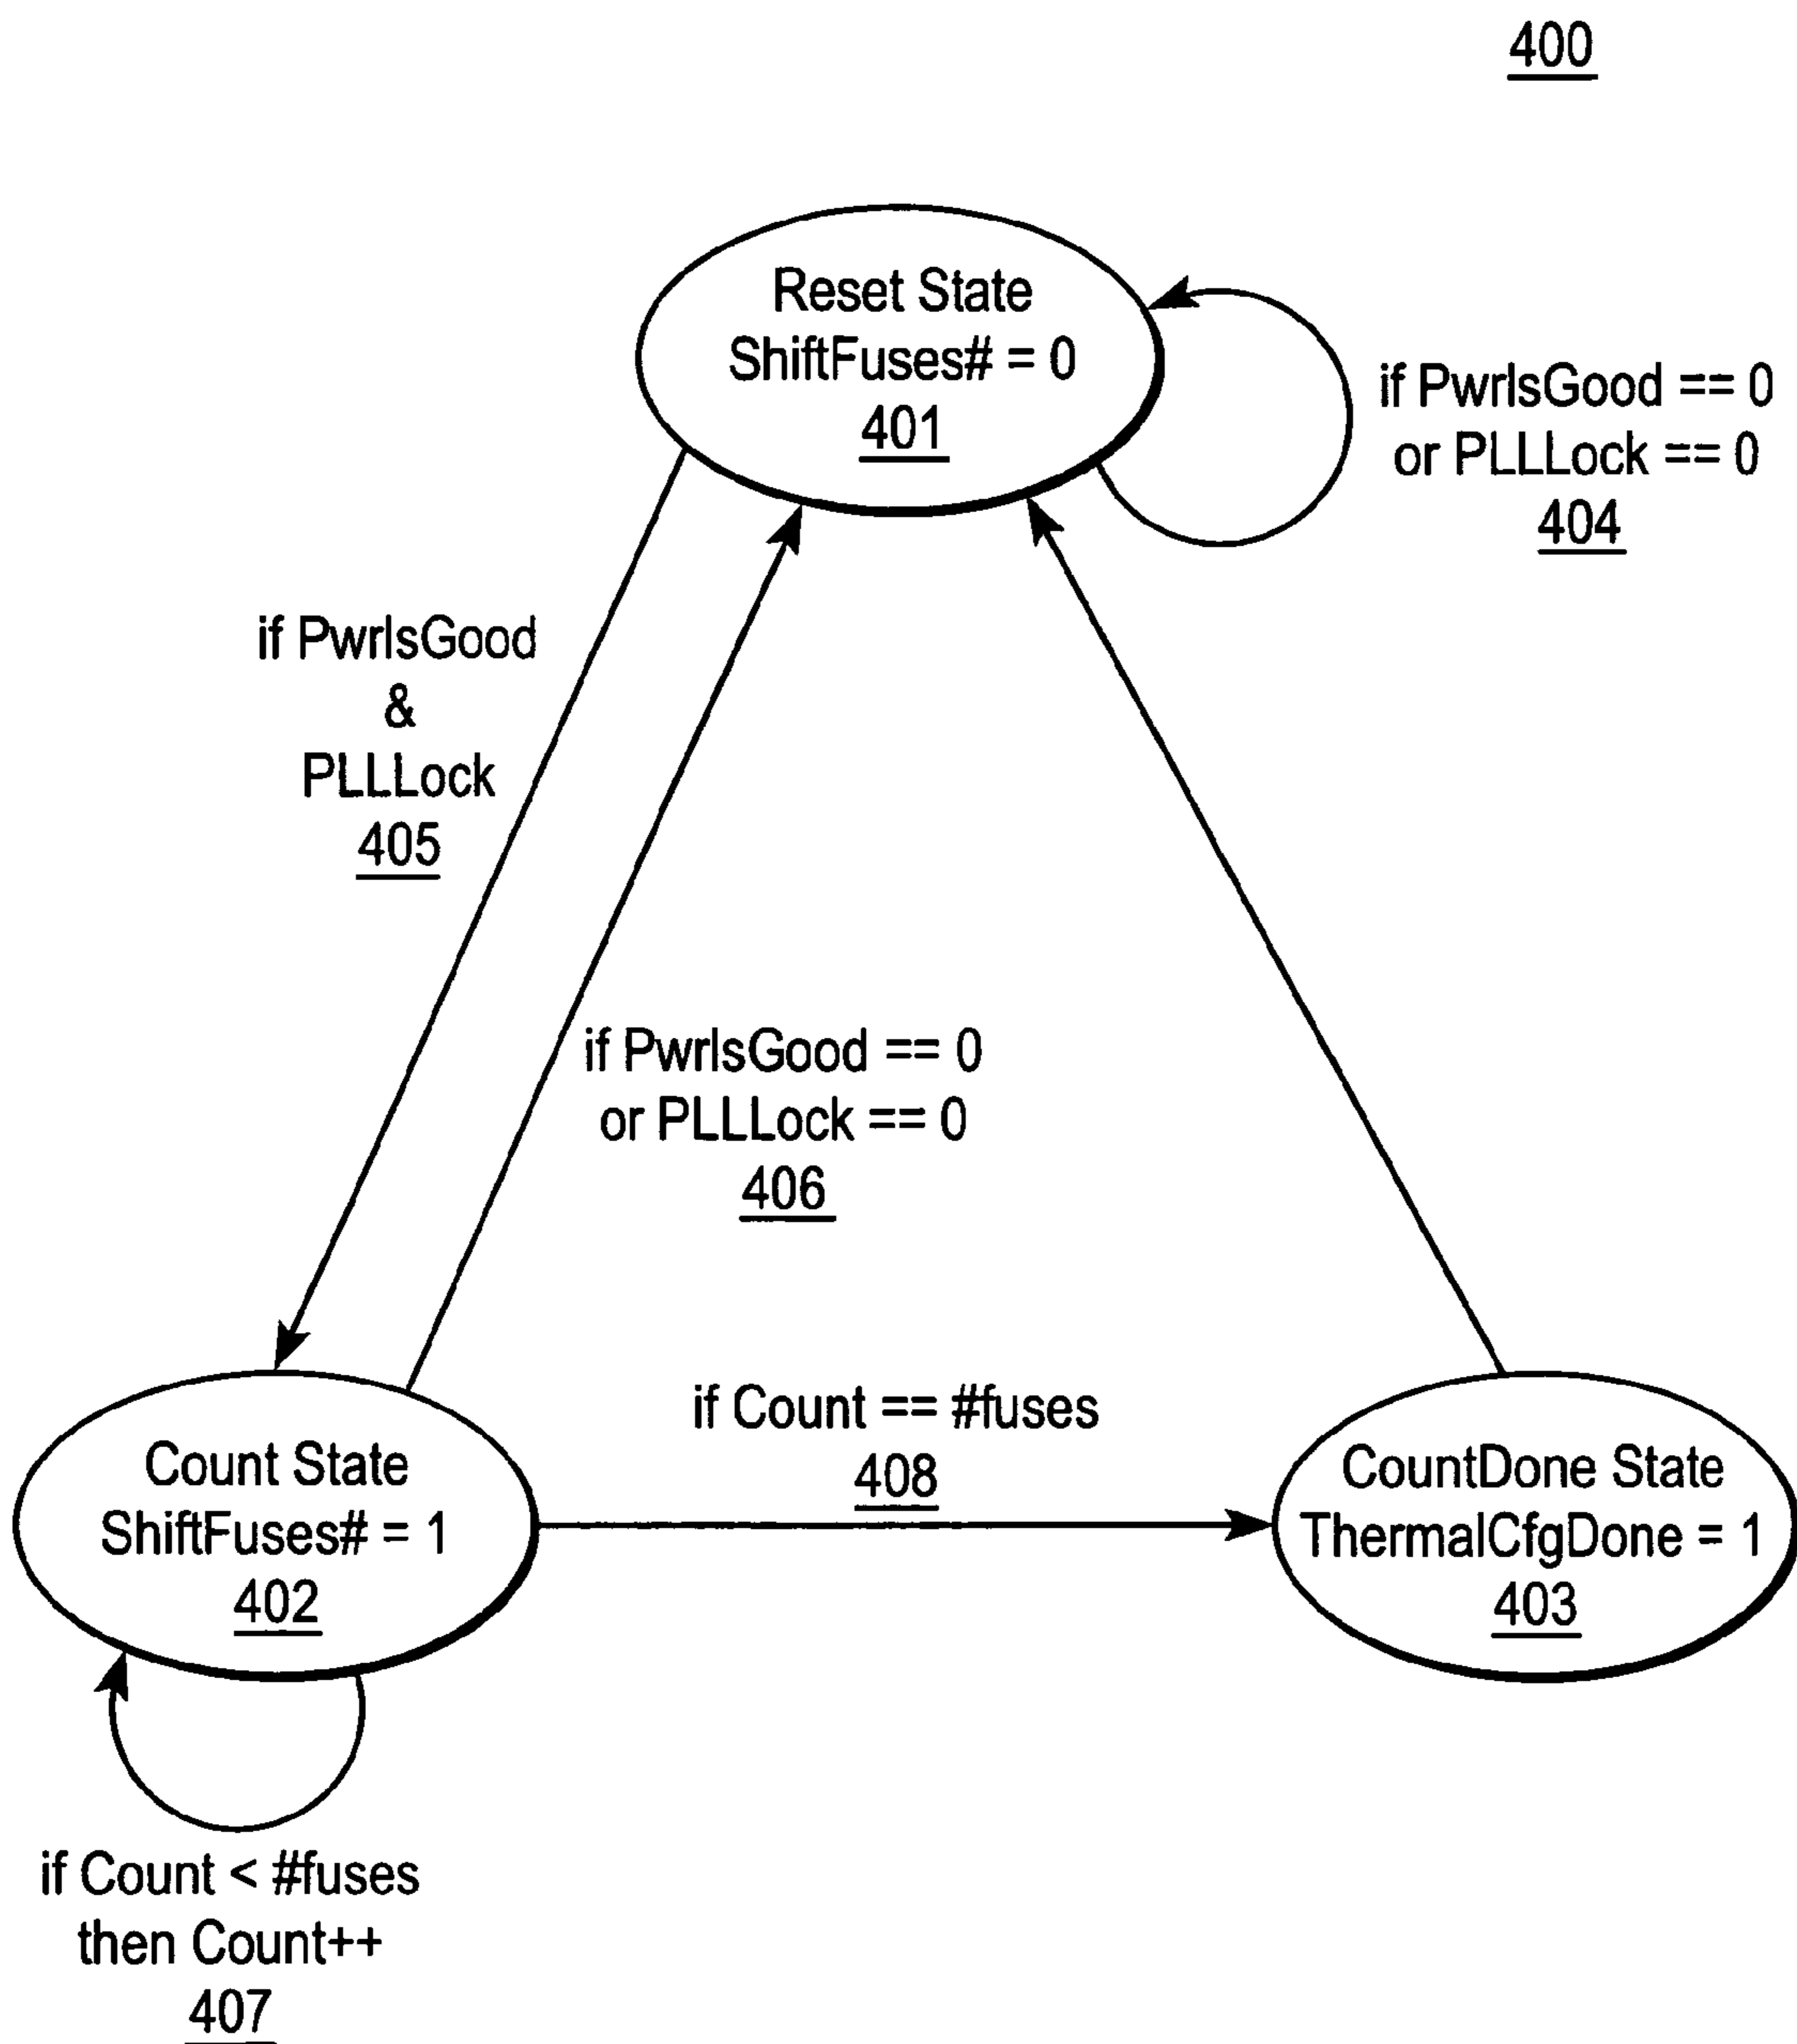 400
Reset State
ShiftFuses# = 0
401
if PwrIsGood == 0
or PLLLock == 0
404
if PwrIsGood
&
PLLLock
405
if PwrIsGood == 0
or PLLLock == 0
406
if Count == #fuses
408
Count State
ShiftFuses# = 1
402
CountDone State
ThermalCfgDone = 1
403
if Count < #fuses
then Count++
407